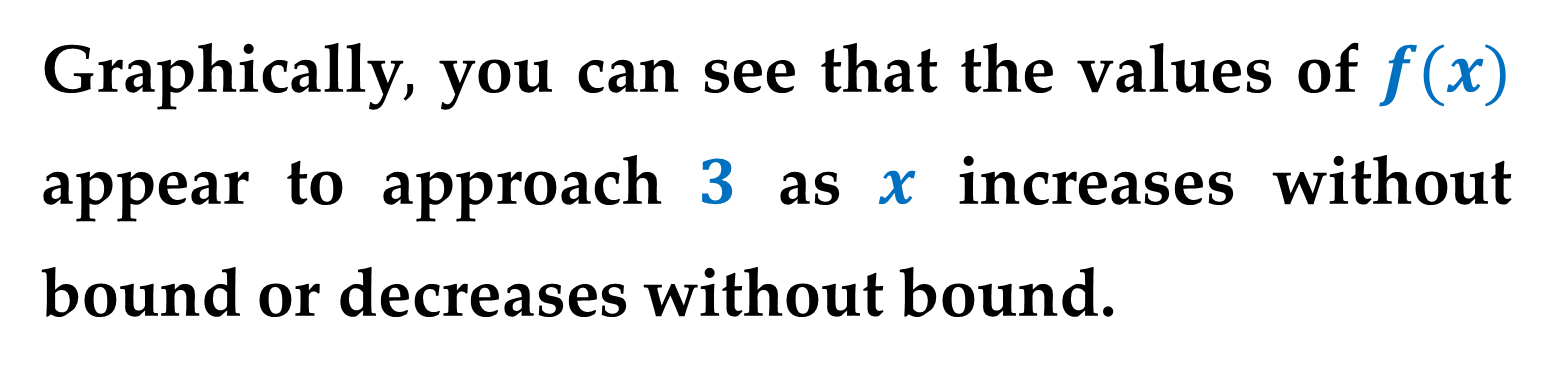 Graphically, you can see that the values of f(x)
appear to approach 3 as x increases without
bound or decreases without bound.